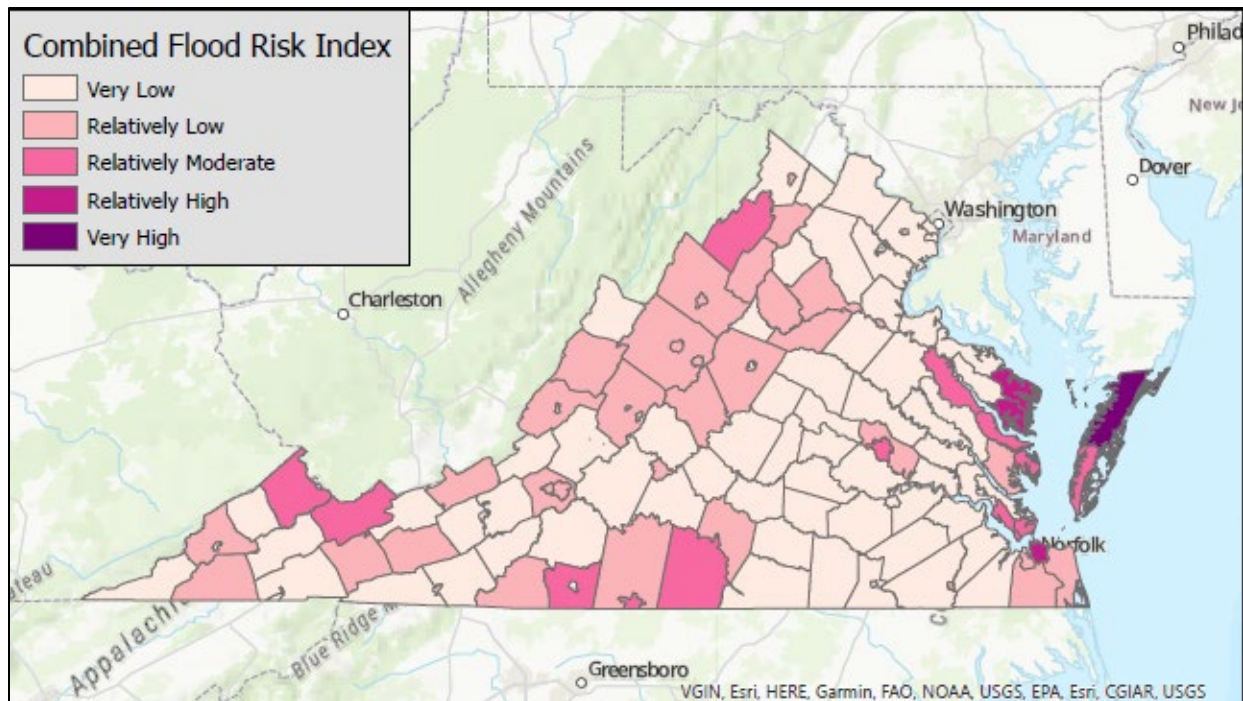 Combined Flood Risk Index
Very Low
Relatively Low
Relatively Moderate
Relatively High
Very High
Philad
New Je
Dover
Washington
Maryland
Allegheny Mountains
Charleston
Norfolk
ateau
Appalachi
Blue Ridge M
C
Greensboro
VGIN, Esri, HERE, Garmin, FAO, NOAA, USGS, EPA, Esri, CGIAR, USGS